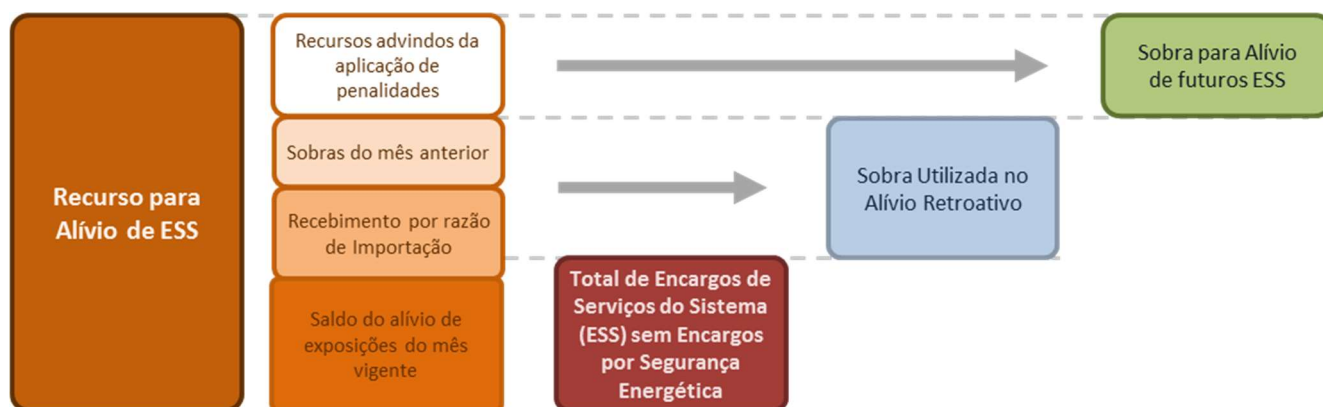 Recurso para
Alívio de ESS
Recursos advindos da
aplicação de
penalidades
Sobras do mês anterior
Recebimento por razão
de Importação
Saldo do alívio de
exposições do mês
vigente
Total de Encargos de
Serviços do Sistema
(ESS) sem Encargos
por Segurança
Energética
Sobra Utilizada no
Alívio Retroativo
Sobra para Alívio
de futuros ESS